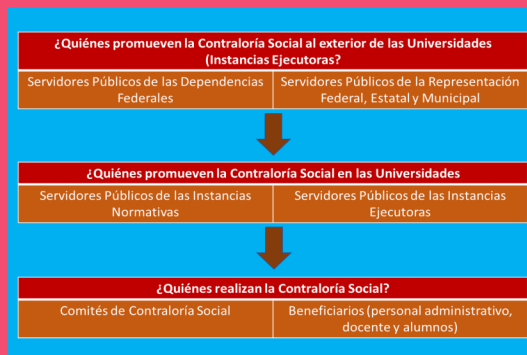 ¿Quiénes promueven la Contraloría Social al exterior de las Universidades
(Instancias Ejecutoras?
Servidores Públicos de las Dependencias
Federales
Servidores Públicos de la Representación
Federal, Estatal y Municipal
¿Quiénes promueven la Contraloría Social en las Universidades
Servidores Públicos de las Instancias
Normativas
Servidores Públicos de las Instancias
Ejecutoras
¿Quiénes realizan la Contraloría Social?
Comités de Contraloría Social
Beneficiarios (personal administrativo,
docente y alumnos)